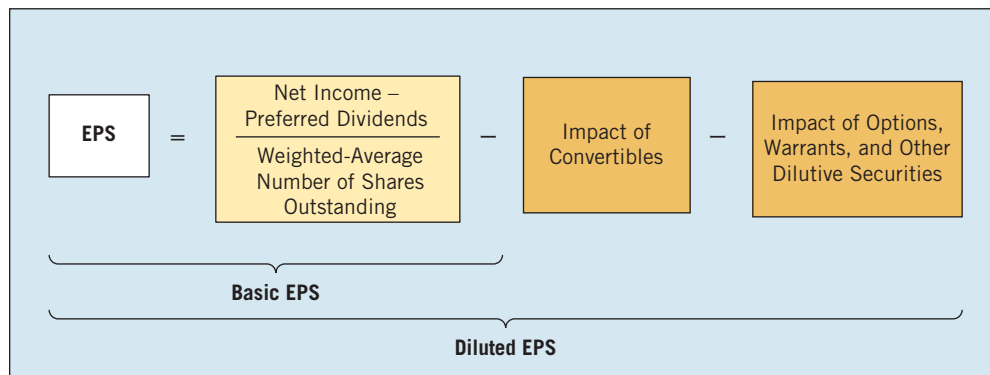 EPS
=
Net Income –
Preferred Dividends
Weighted-Average
Number of Shares
Outstanding
–
Impact of
Convertibles
–
Impact of Options,
Warrants, and Other
Dilutive Securities
Basic EPS
Diluted EPS